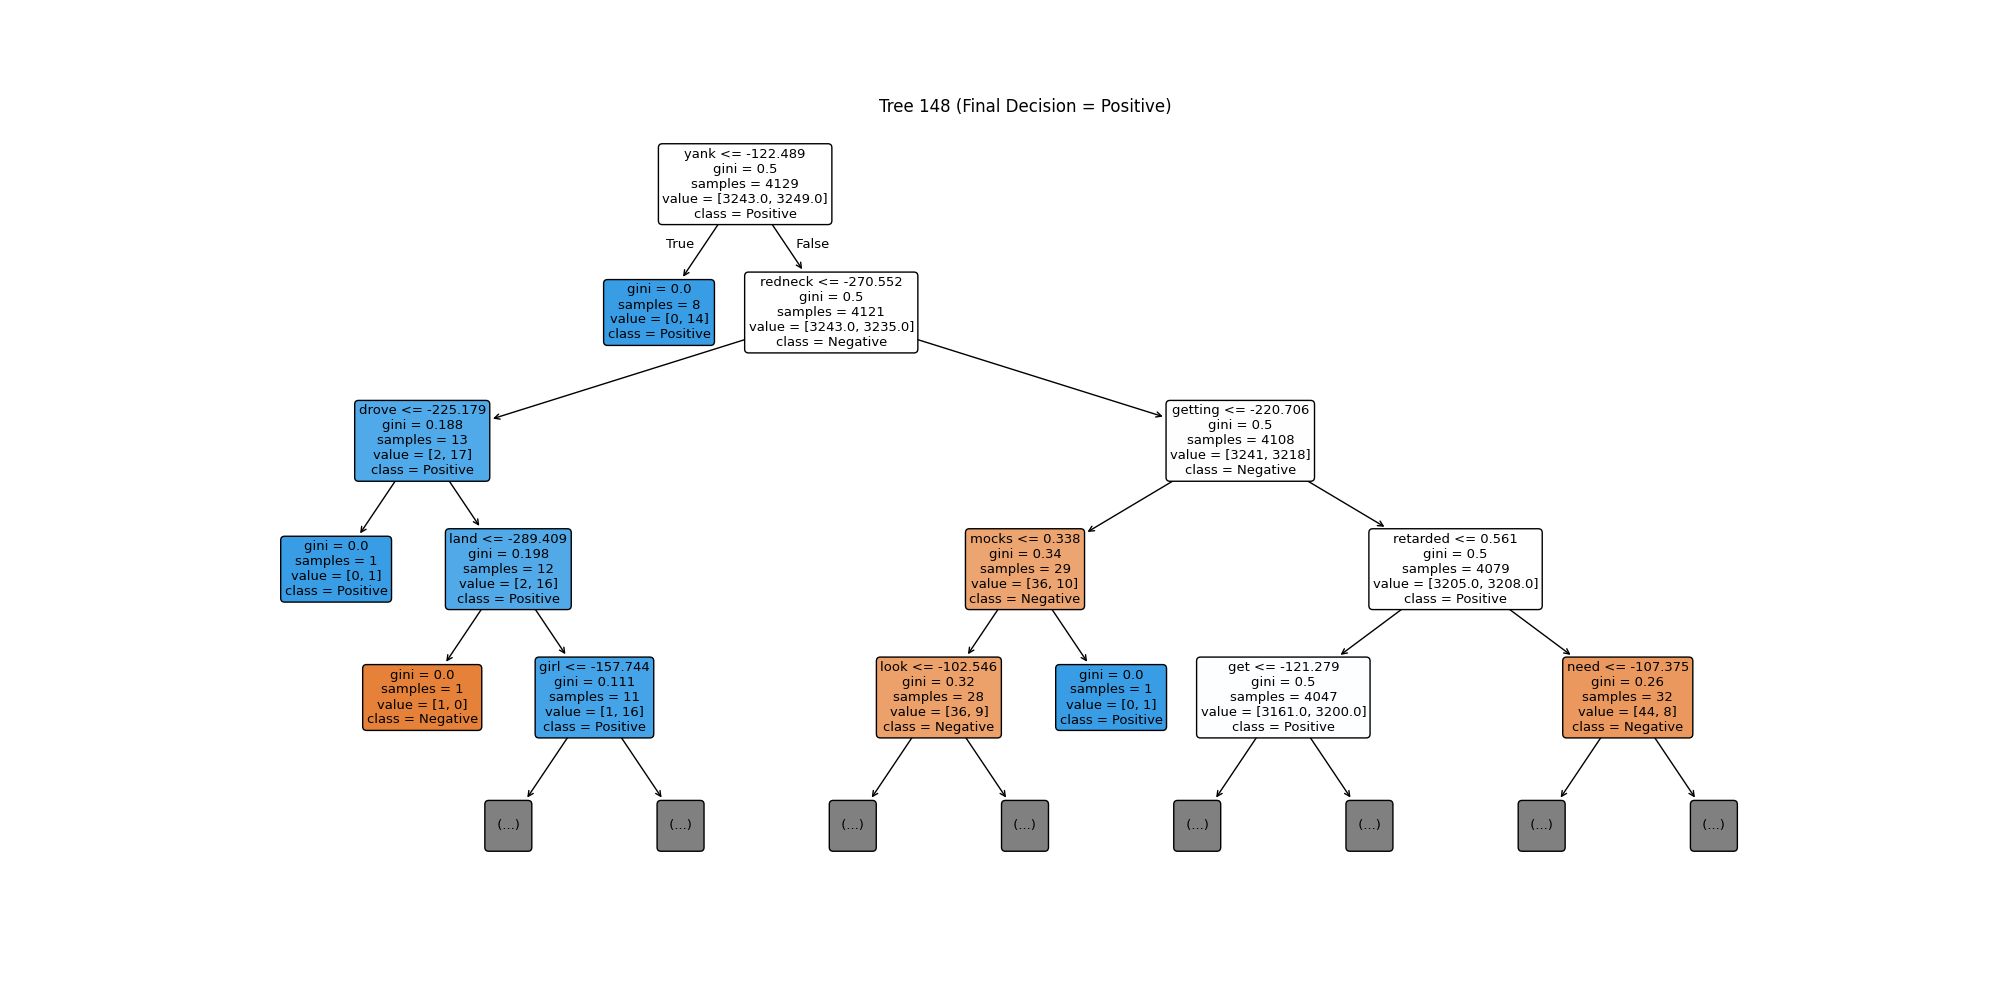 Tree 148 (Final Decision = Positive)
yank <= -122.489
gini = 0.5
samples = 4129
value = [3243.0, 3249.0]
class = Positive
True
False
gini = 0.0
samples = 8
value = [0, 14]
class = Positive
redneck <= -270.552
gini = 0.5
samples = 4121
value = [3243.0, 3235.0]
class = Negative
drove <= -225.179
gini = 0.188
samples = 13
value = [2, 17]
class = Positive
getting <= -220.706
gini = 0.5
samples = 4108
value = [3241, 3218]
class = Negative
gini = 0.0
samples = 1
value = [0, 1]
class = Positive
land <= -289.409
gini = 0.198
samples = 12
value = [2, 16]
class = Positive
mocks <= 0.338
gini = 0.34
samples = 29
value = [36, 10]
class = Negative
retarded <= 0.561
gini = 0.5
samples = 4079
value = [3205.0, 3208.0]
class = Positive
gini = 0.0
samples = 1
value = [1, 0]
class = Negative
girl <= -157.744
gini = 0.111
samples = 11
value = [1, 16]
class = Positive
look <= -102.546
gini = 0.32
samples = 28
value = [36, 9]
class = Negative
gini = 0.0
samples = 1
value = [0, 1]
class = Positive
get <= -121.279
gini = 0.5
samples = 4047
value = [3161.0, 3200.0]
class = Positive
need <= -107.375
gini = 0.26
samples = 32
value = [44, 8]
class = Negative
(...)
(...)
(...)
(...)
(...)
(...)
(...)
(...)